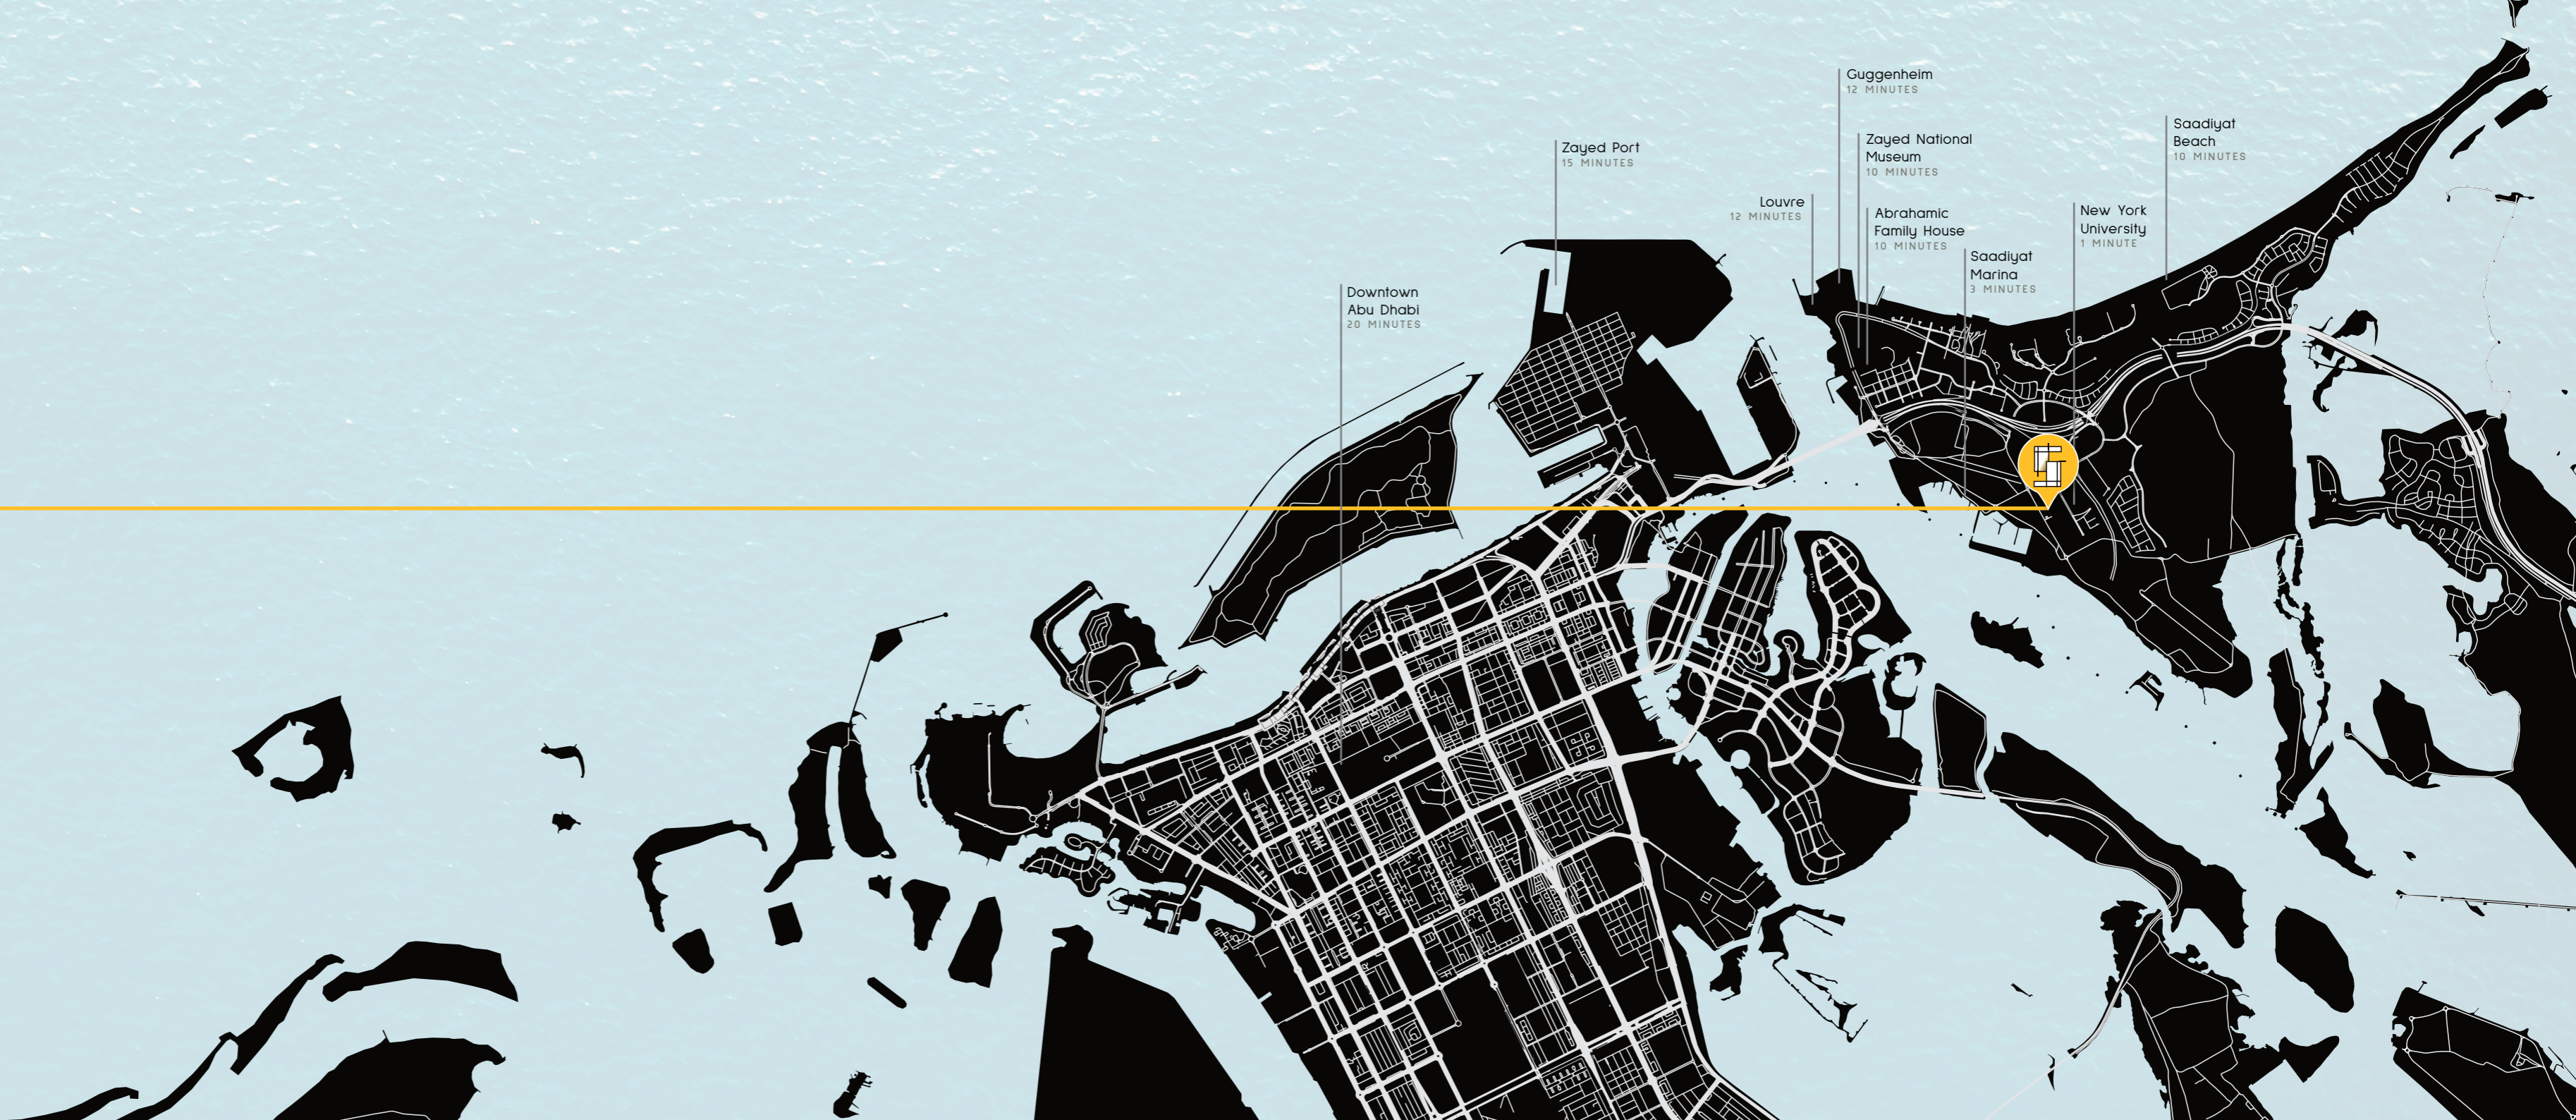 Guggenheim
12 MINUTES
Zayed National
Museum
10 MINUTES
Saadiyat
Beach
10 MINUTES
Zayed Port
15 MINUTES
Louvre
12 MINUTES
Abrahamic
Family House
10 MINUTES
New York
University
1 MINUTE
Saadiyat
Marina
3 MINUTES
Downtown
Abu Dhabi
20 MINUTES